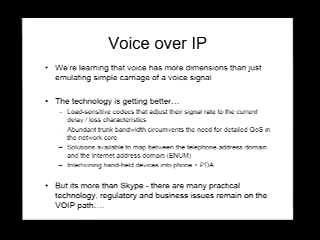 Voice over IP
• We're learning that voice has more dimensions than just
emulating simple carriage of a voice signal
• The technology is getting better…
– Load-sensitive codecs that adjust their signal rate to the current
delay / loss characteristics
Abundant trunk bandwidth circumvents the need for detailed QoS in
the network core
– Solutions available to map between the telephone address domain
and the Internet address domain (ENUM)
– Intertwining hand-held devices into phone + PDA
• But its more than Skype - there are many practical
technology, regulatory and business issues remain on the
VOIP path….